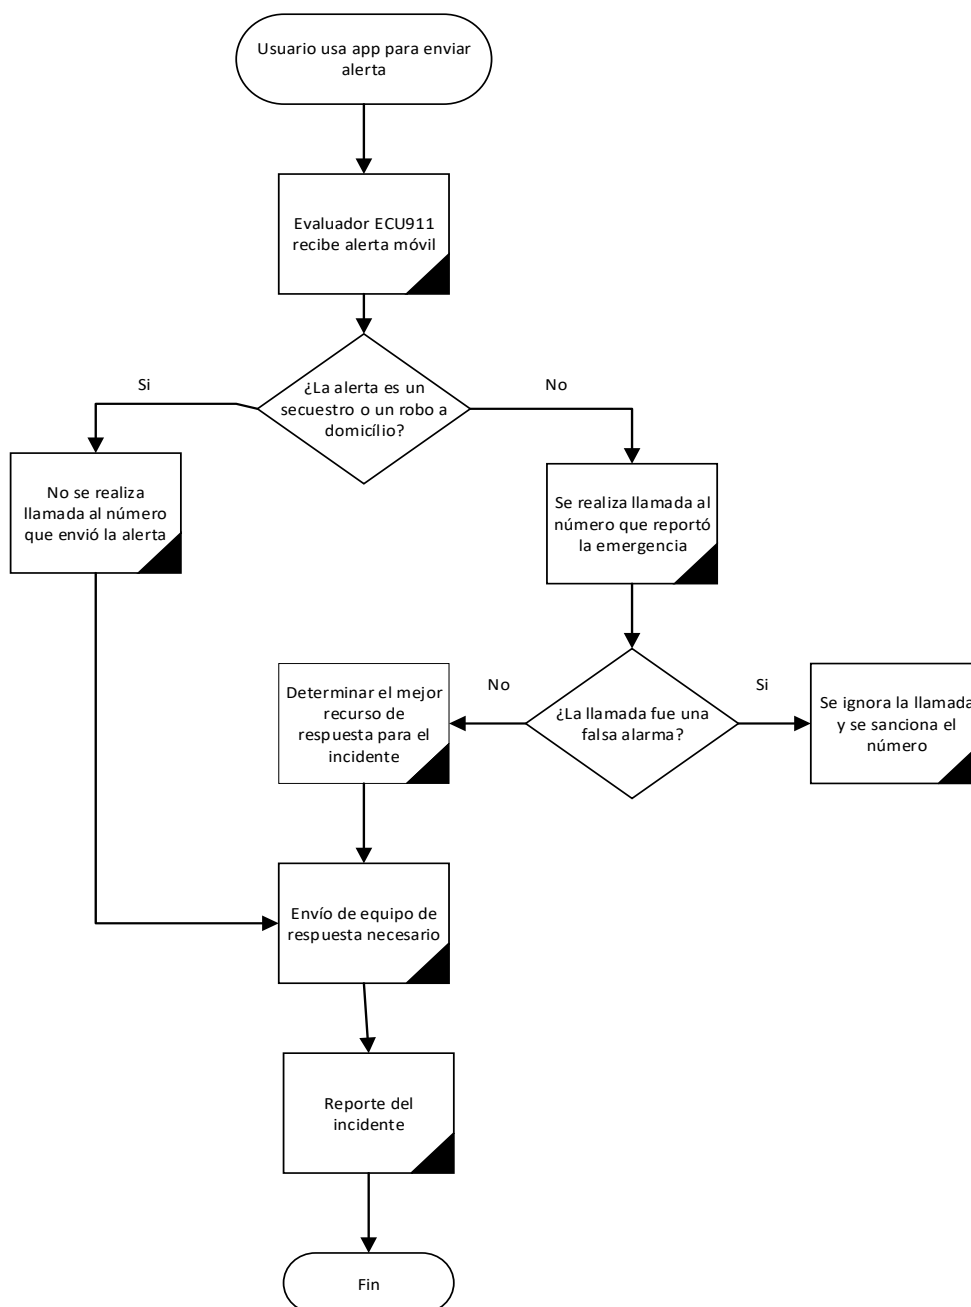 Usuario usa app para enviar
alerta
Evaluador ECU911
recibe alerta móvil
¿La alerta es un
secuestro o un robo a
domicílio?
Si
No
No se realiza
llamada al número
que envió la alerta
Se realiza llamada al
número que reportó
la emergencia
¿La llamada fue una
falsa alarma?
No
Si
Determinar el mejor
recurso de
respuesta para el
incidente
Se ignora la llamada
y se sanciona el
número
Envío de equipo de
respuesta necesario
Reporte del
incidente
Fin